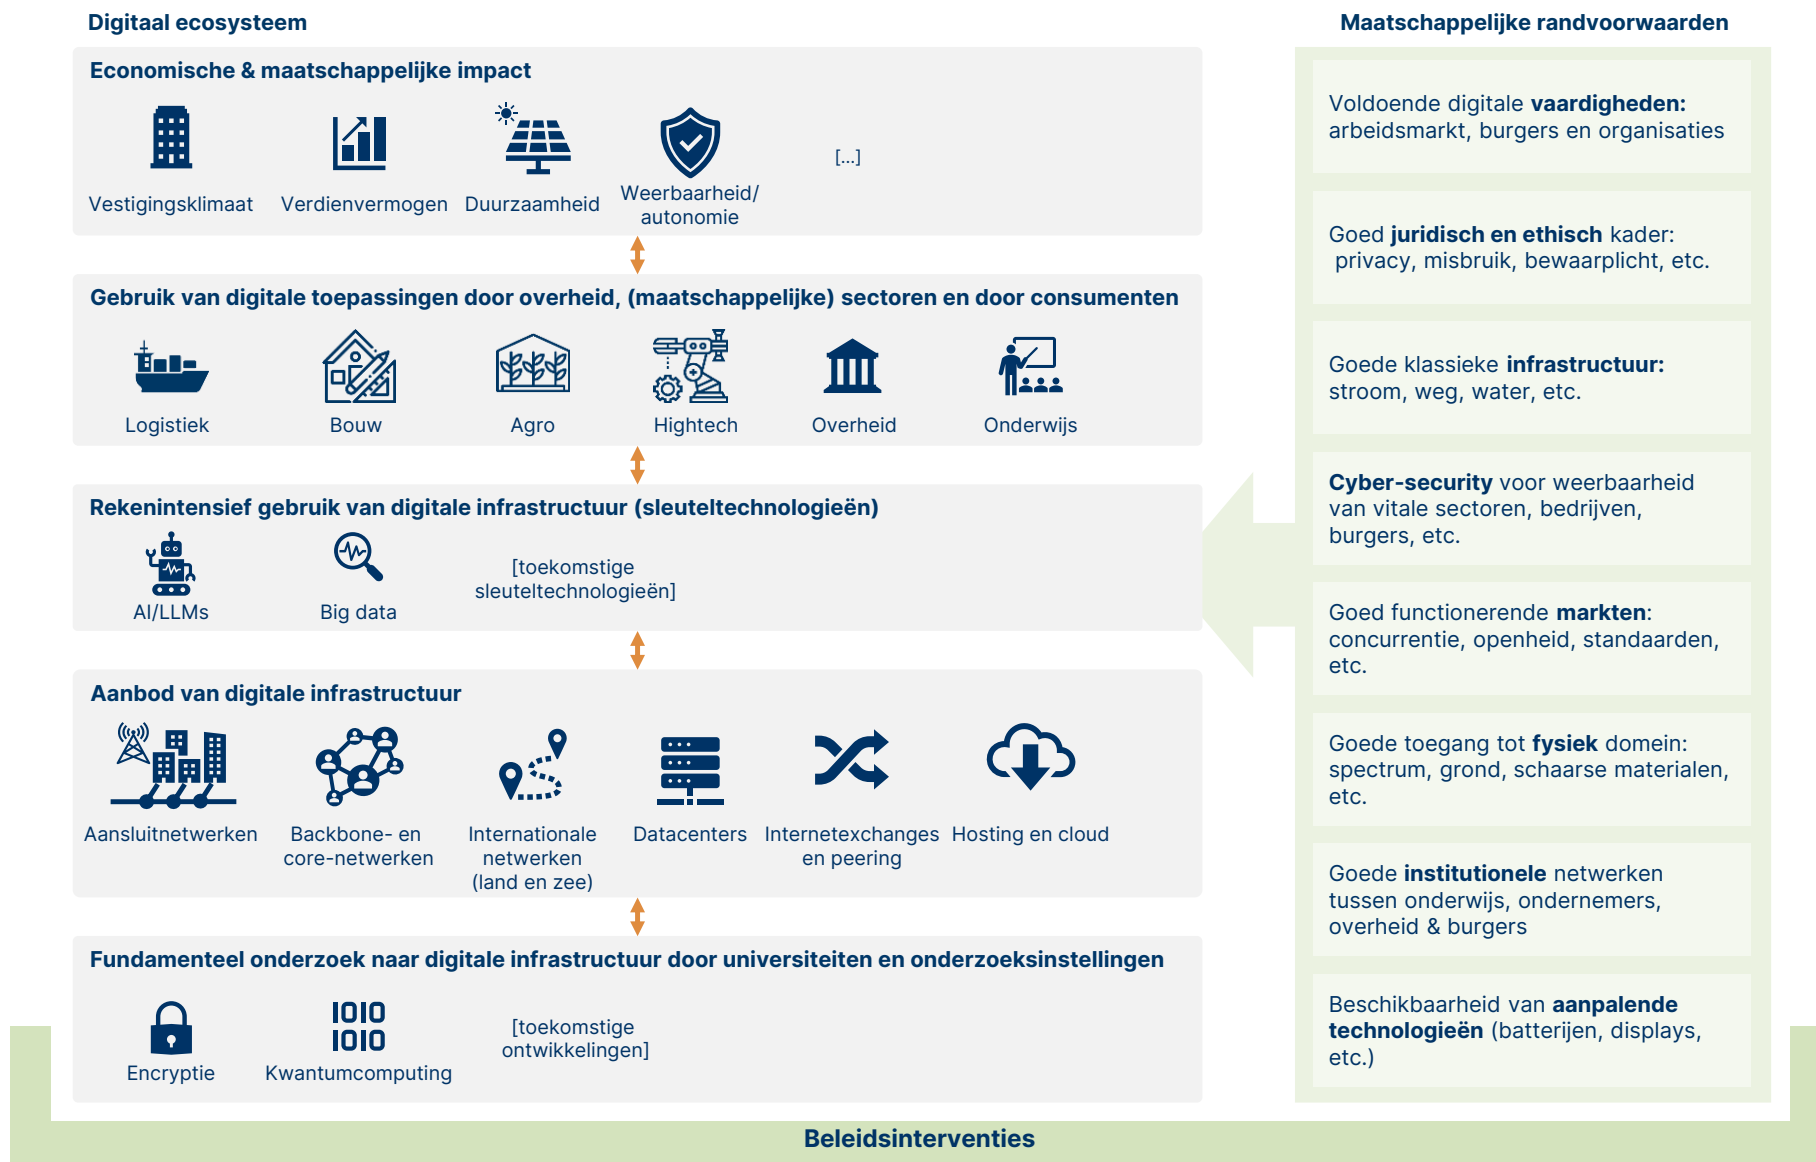 Digitaal ecosysteem
Economische & maatschappelijke impact
Vestigingsklimaat
Verdienvermogen
Duurzaamheid
Weerbaarheid/
autonomie
[...]
Gebruik van digitale toepassingen door overheid, (maatschappelijke) sectoren en door consumenten
Logistiek
Bouw
Agro
Hightech
Overheid
Onderwijs
Rekenintensief gebruik van digitale infrastructuur (sleuteltechnologieën)
AI/LLMs
Big data
[toekomstige
sleuteltechnologieën]
Aanbod van digitale infrastructuur
Aansluitnetwerken
Backbone- en
core-netwerken
Internationale
netwerken
(land en zee)
Datacenters
Internetexchanges
en peering
Hosting en cloud
Fundamenteel onderzoek naar digitale infrastructuur door universiteiten en onderzoeksinstellingen
Encryptie
IOIO
IOIO
Kwantumcomputing
[toekomstige
ontwikkelingen]
Maatschappelijke randvoorwaarden
Voldoende digitale vaardigheden:
arbeidsmarkt, burgers en organisaties
Goed juridisch en ethisch kader:
privacy, misbruik, bewaarplicht, etc.
Goede klassieke infrastructuur:
stroom, weg, water, etc.
Cyber-security voor weerbaarheid
van vitale sectoren, bedrijven,
burgers, etc.
Goed functionerende markten:
concurrentie, openheid, standaarden,
etc.
Goede toegang tot fysiek domein:
spectrum, grond, schaarse materialen,
etc.
Goede institutionele netwerken
tussen onderwijs, ondernemers,
overheid & burgers
Beschikbaarheid van aanpalende
technologieën (batterijen, displays,
etc.)
Beleidsinterventies